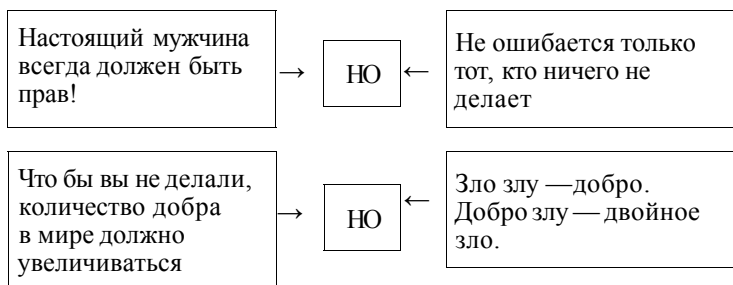 Настоящий мужчина
всегда должен быть
прав!
→ НО ←
Не ошибается только
тот, кто ничего не
делает
Что бы вы не делали,
количество добра
в мире должно
увеличиваться
→ НО ←
Зло злу —добро.
Добро злу — двойное
зло.